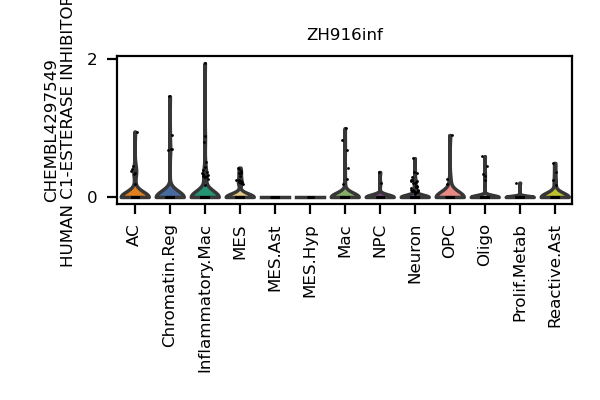 ZH916inf
CHEMBL4297549
HUMAN C1-ESTERASE INHIBITOR
2
0
AC
Chromatin.Reg
Inflammatory.Mac
MES
MES.Ast
MES.Hyp
Mac
NPC
Neuron
OPC
Oligo
Prolif.Metab
Reactive.Ast